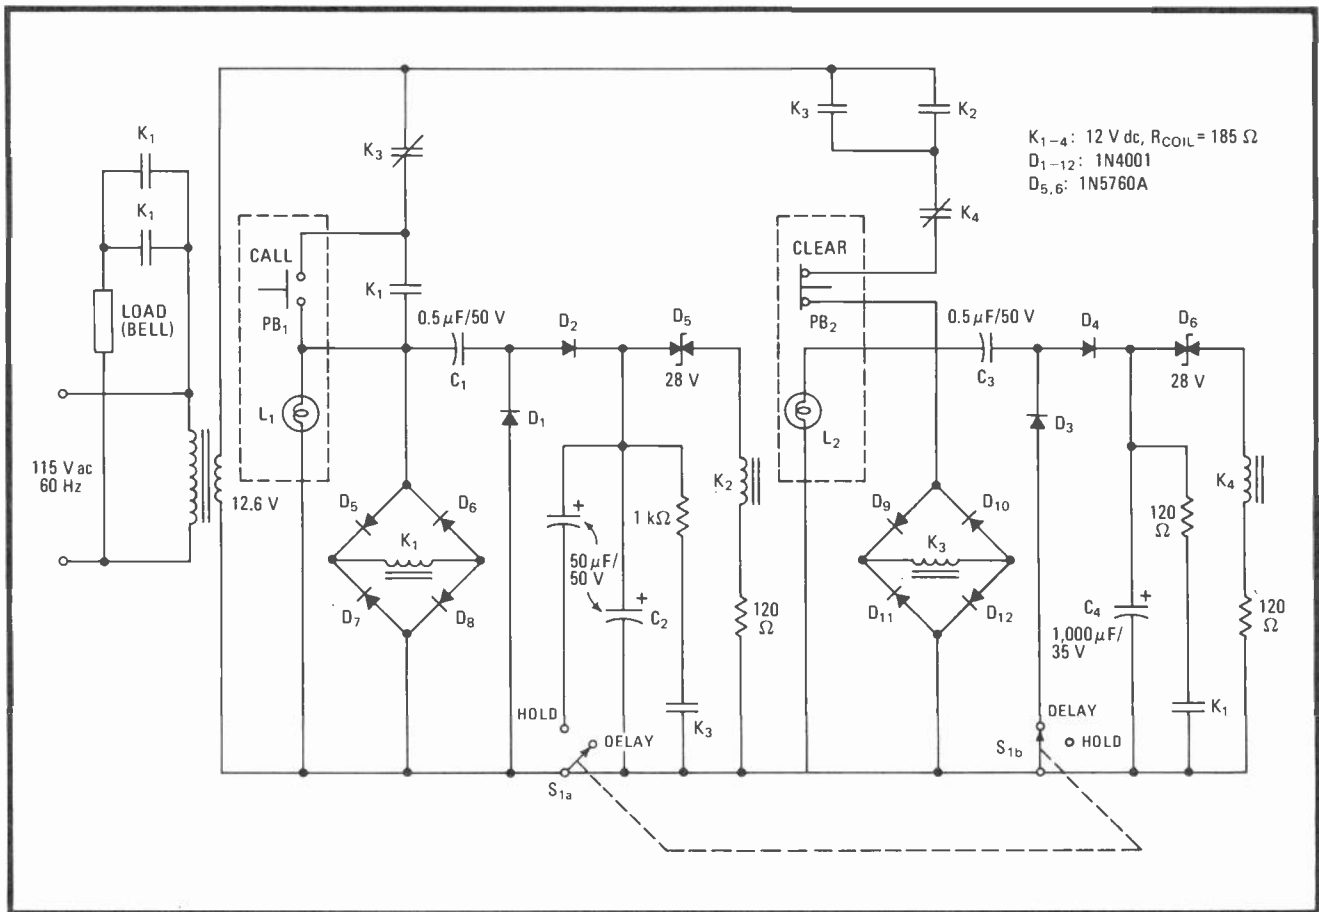 K1
K1
LOAD
(BELL)
115 V ac
60 Hz
12.6 V
K3
CALL
PB1
K1
L1
0.5 µF/50 V
C1
D2
D5
28 V
D1
D5
D6
K1
D7
D8
50 µF/
50 V
C2
1 kΩ
K2
120
Ω
K3
HOLD
DELAY
S1a
K3
K2
K4
K1–4: 12 V dc, RCOIL = 185 Ω
D1–12: 1N4001
D5,6: 1N5760A
CLEAR
PB2
L2
0.5 µF/50 V
C3
D4
D6
28 V
D3
D9
D10
K3
D11
D12
C4
1,000 µF/
35 V
120
Ω
K4
120
Ω
K1
DELAY
HOLD
S1b